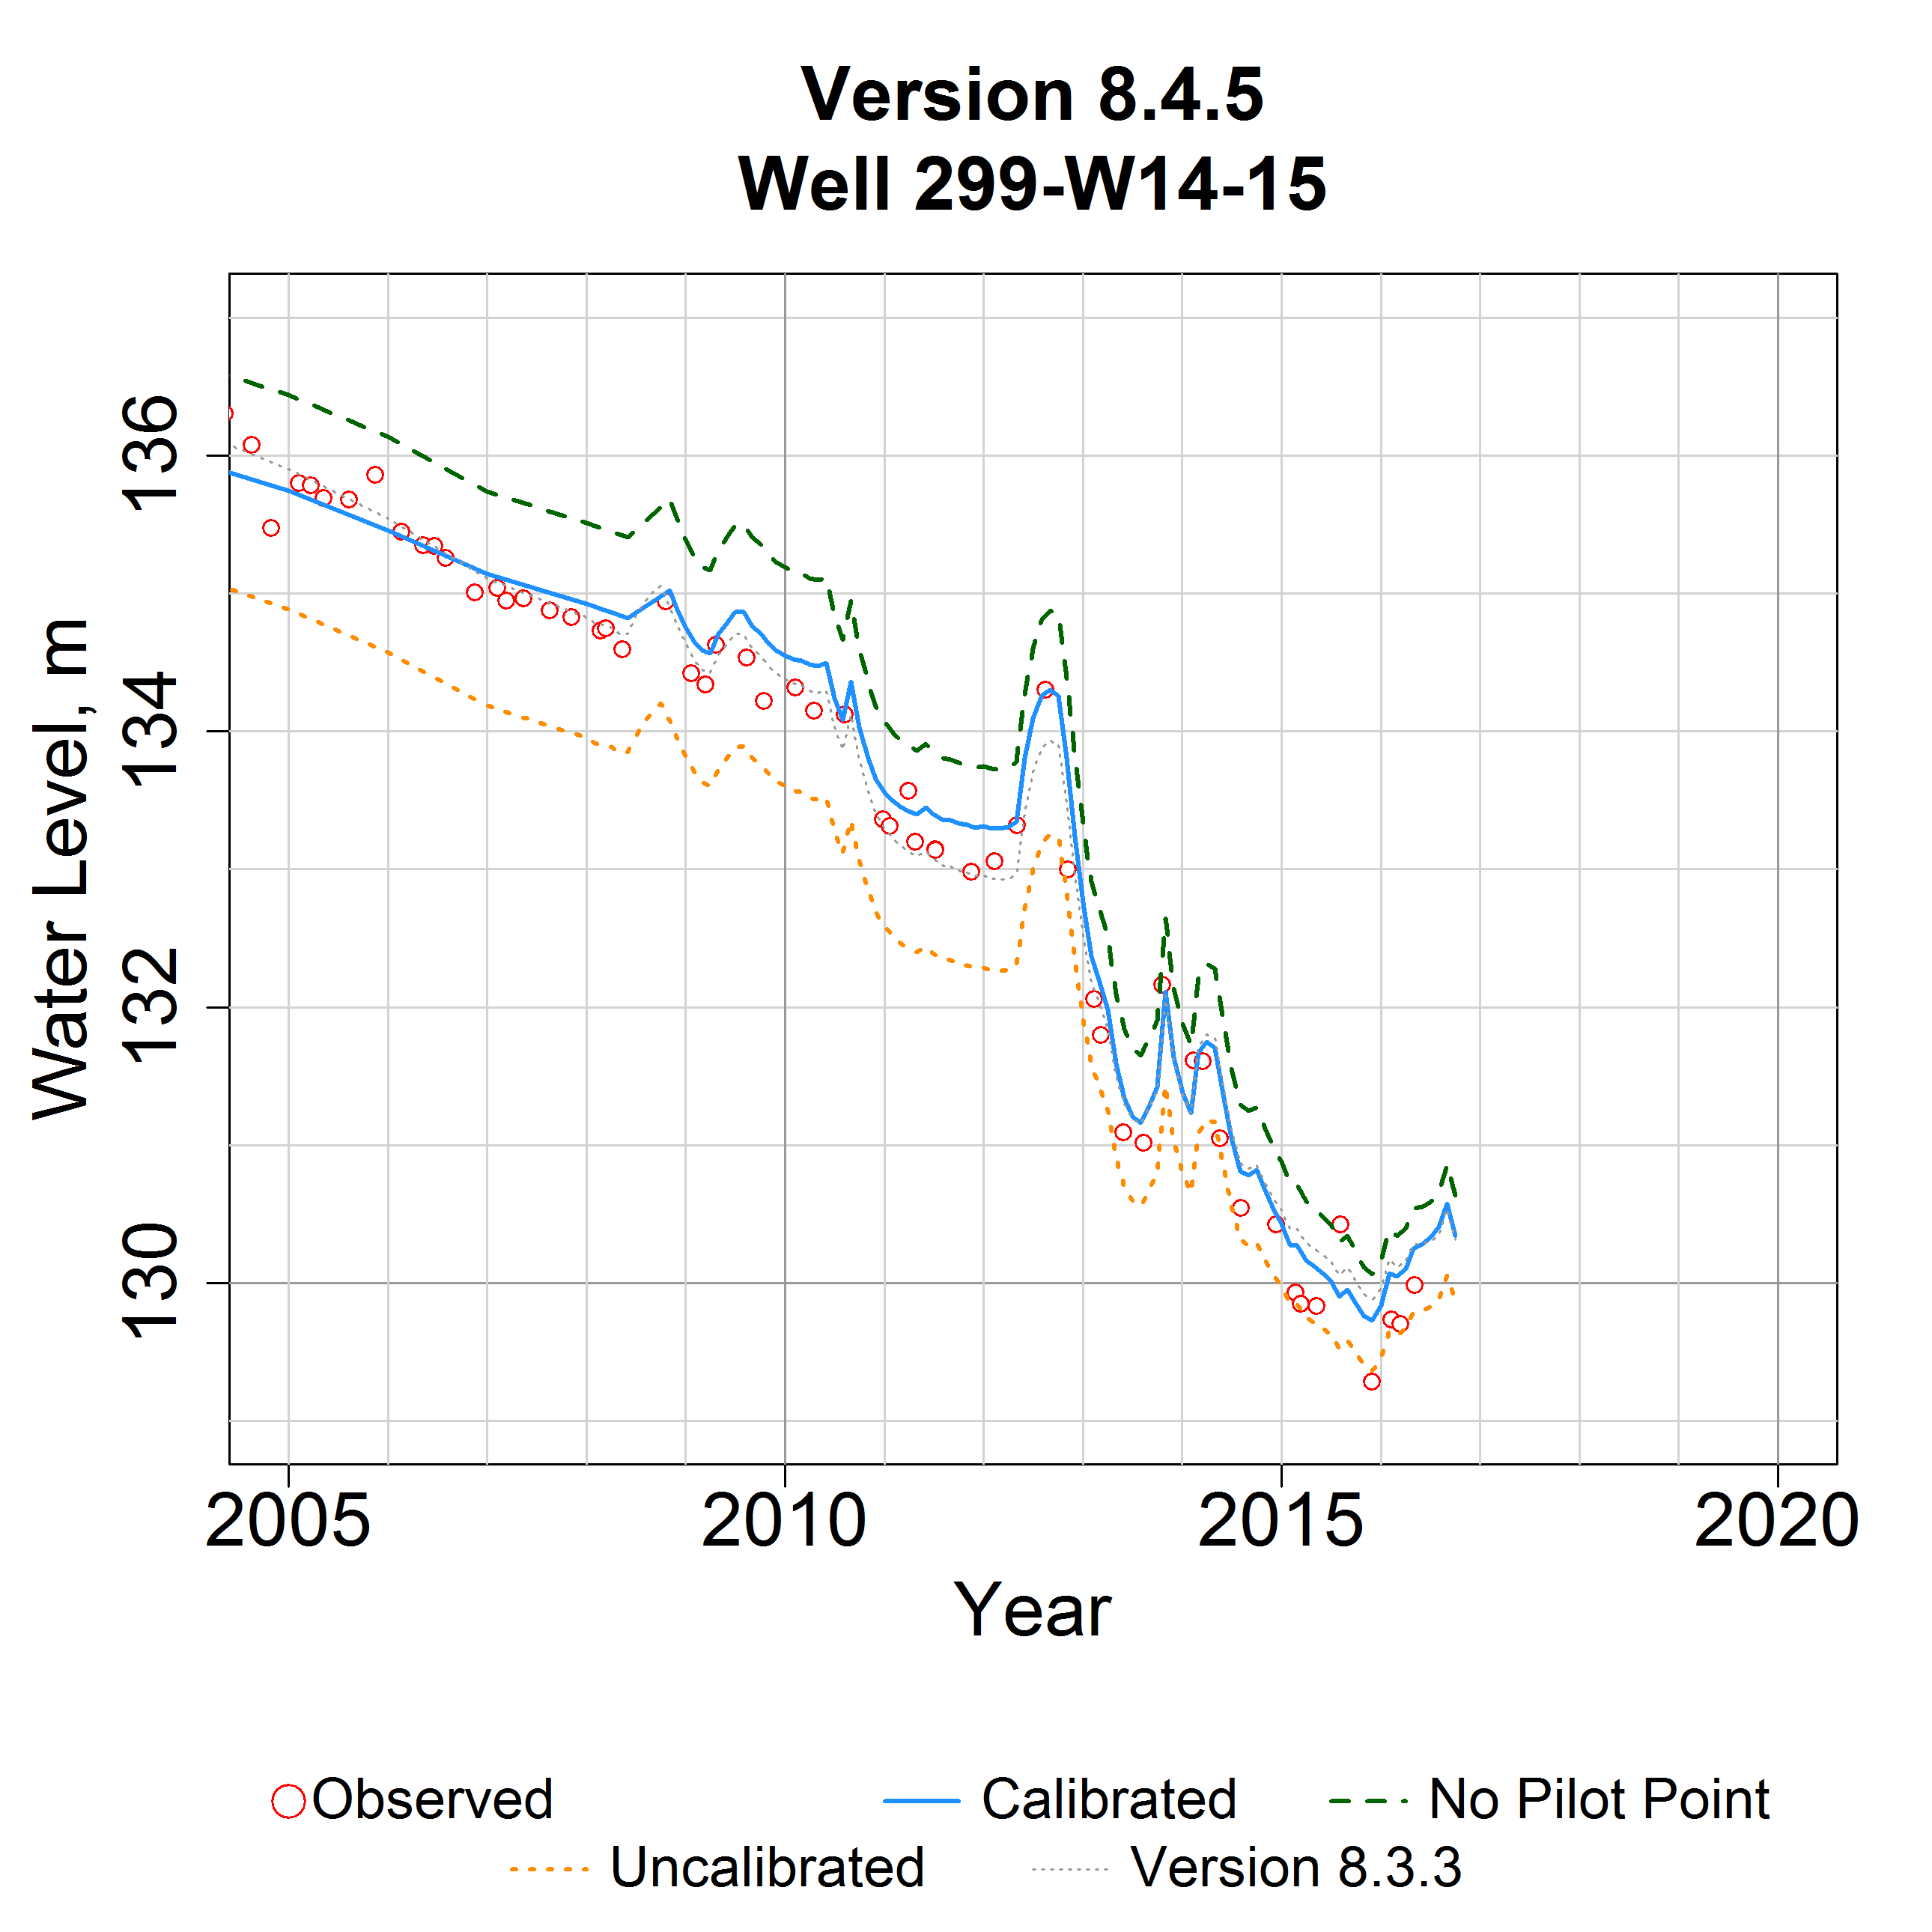 Version 8.4.5
Well 299-W14-15
Water Level, m
136
134
132
130
2005 2010 2015 2020
Year
Observed Calibrated No Pilot Point
Uncalibrated Version 8.3.3